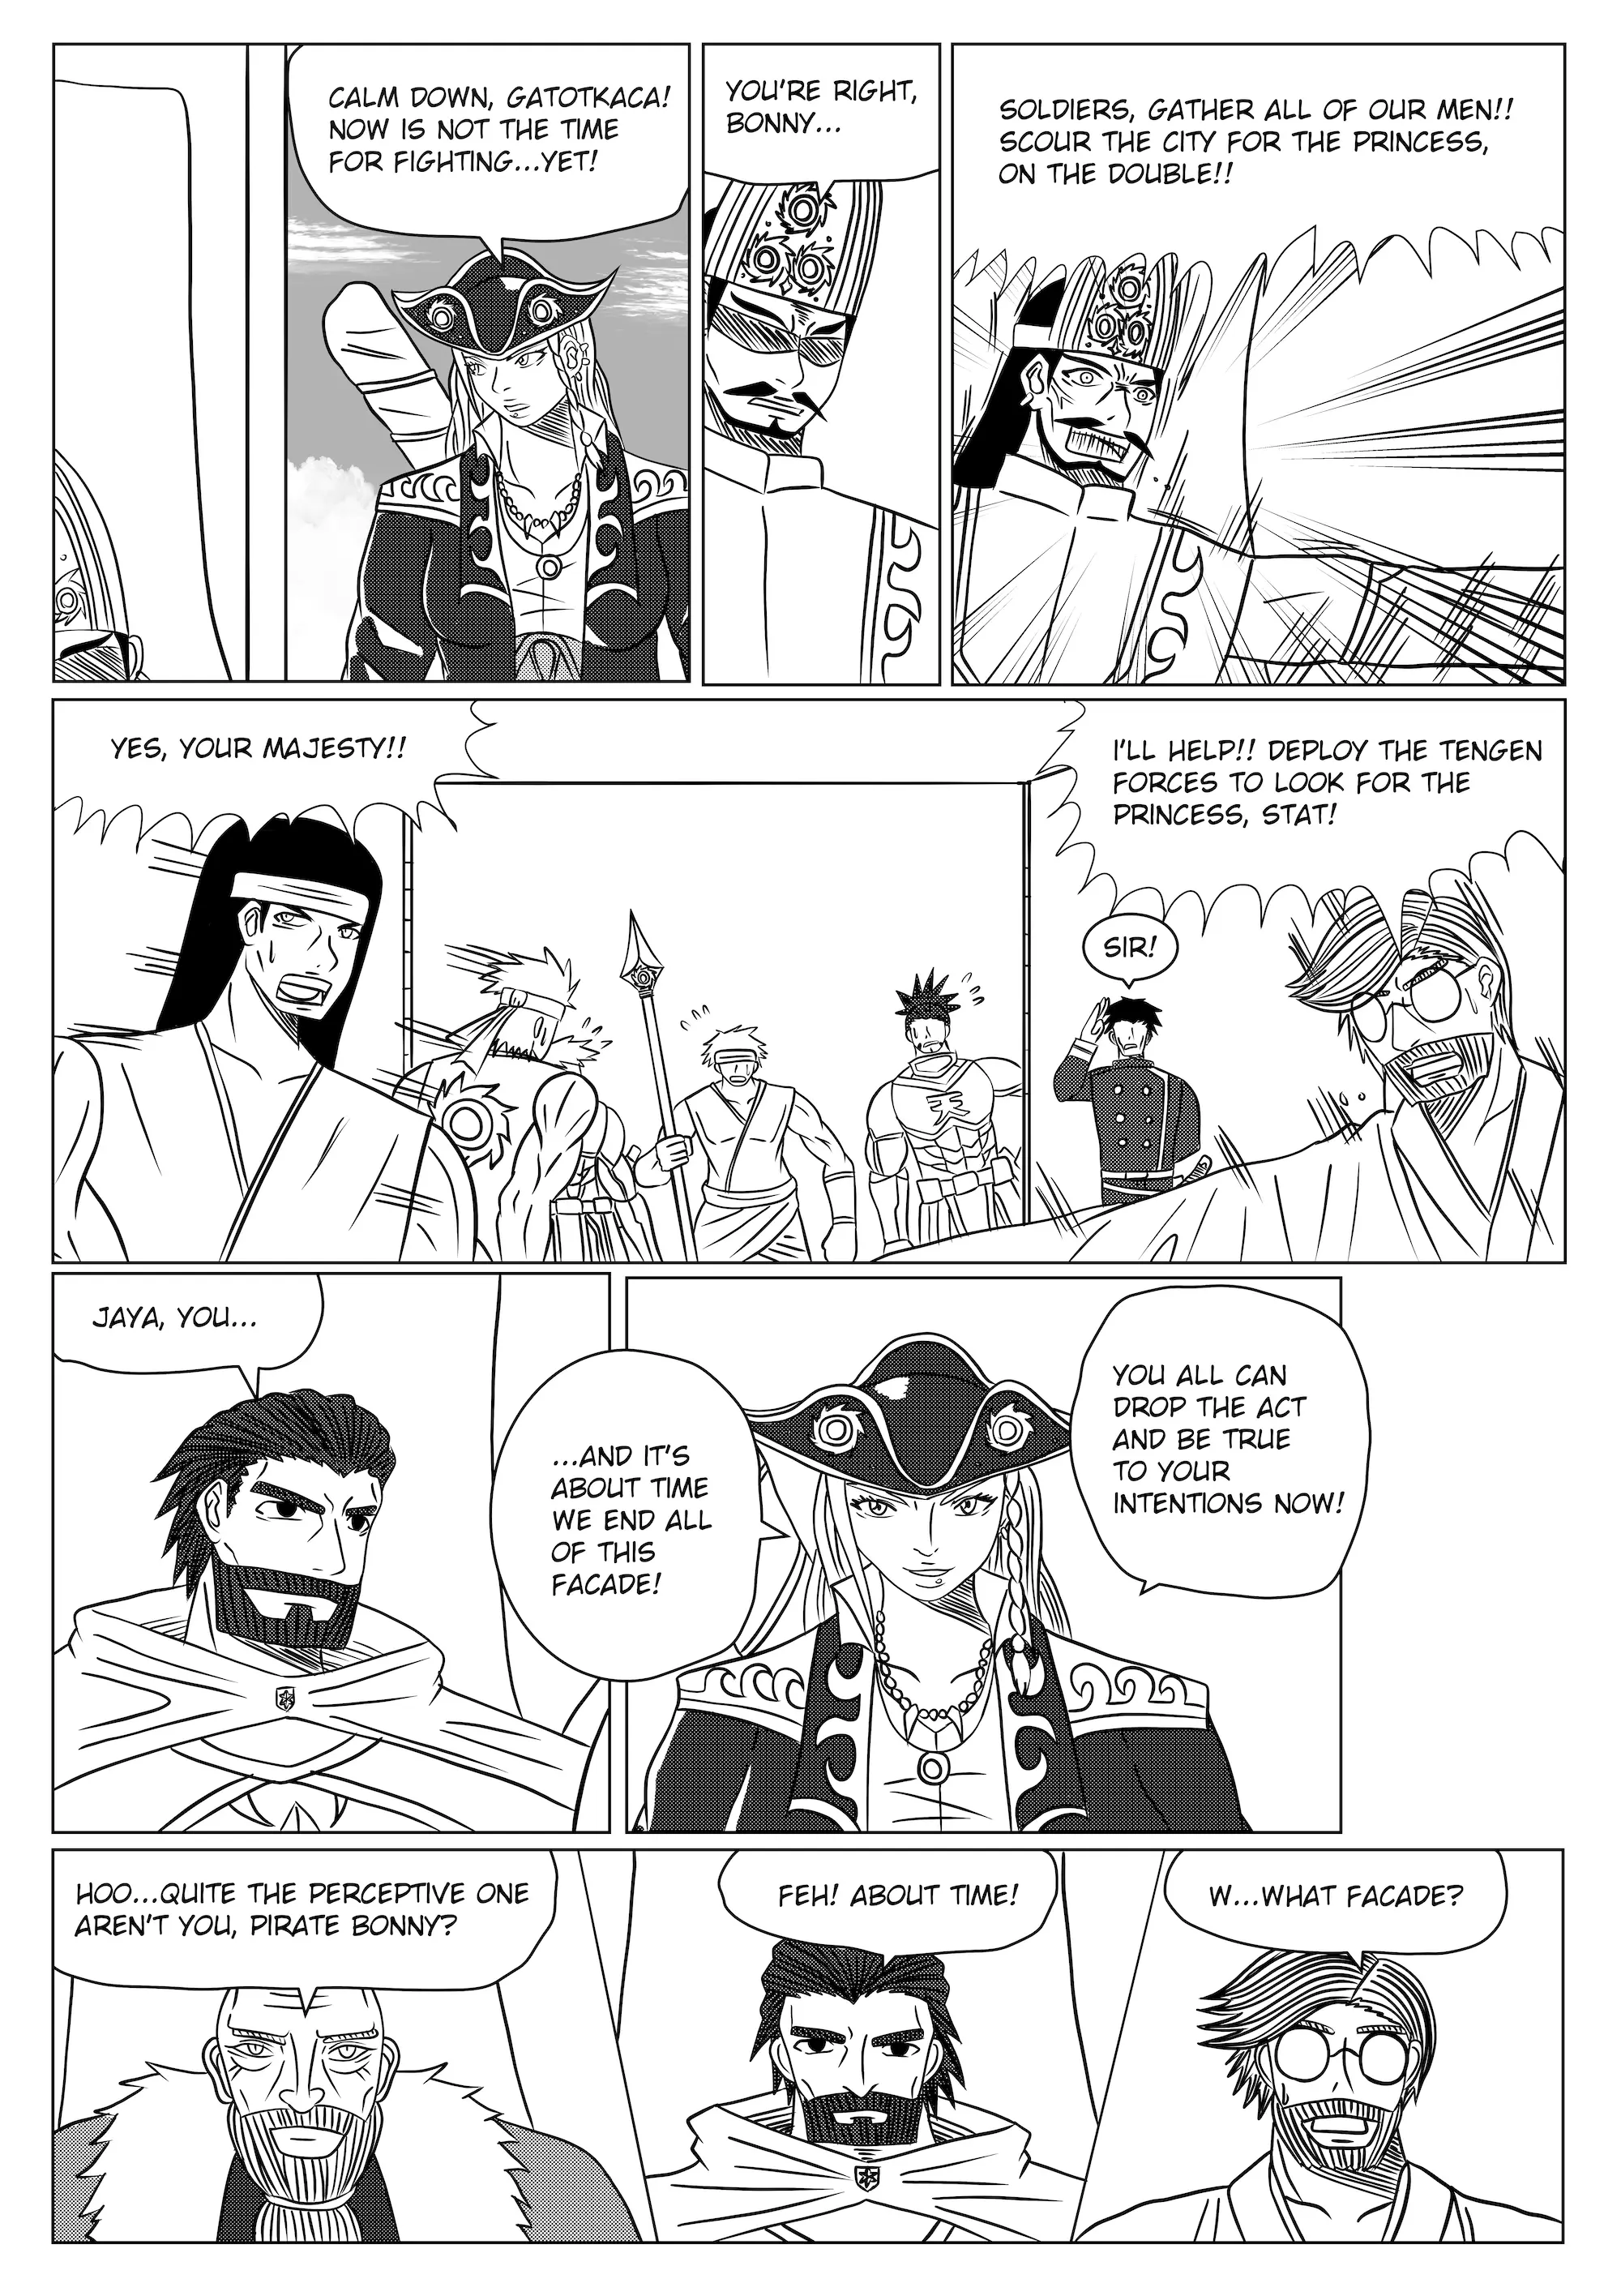 CALM DOWN, GATOTKACA!
NOW IS NOT THE TIME
FOR FIGHTING...YET!
YOU'RE RIGHT,
BONNY...
SOLDIERS, GATHER ALL OF OUR MEN!!
SCOUR THE CITY FOR THE PRINCESS,
ON THE DOUBLE!!
YES, YOUR MAJESTY!!
I'LL HELP!! DEPLOY THE TENGEN
FORCES TO LOOK FOR THE
PRINCESS, STAT!
SIR!
天
JAYA, YOU...
...AND IT'S
ABOUT TIME
WE END ALL
OF THIS
FACADE!
YOU ALL CAN
DROP THE ACT
AND BE TRUE
TO YOUR
INTENTIONS NOW!
HOO...QUITE THE PERCEPTIVE ONE
AREN'T YOU, PIRATE BONNY?
FEH! ABOUT TIME!
W...WHAT FACADE?